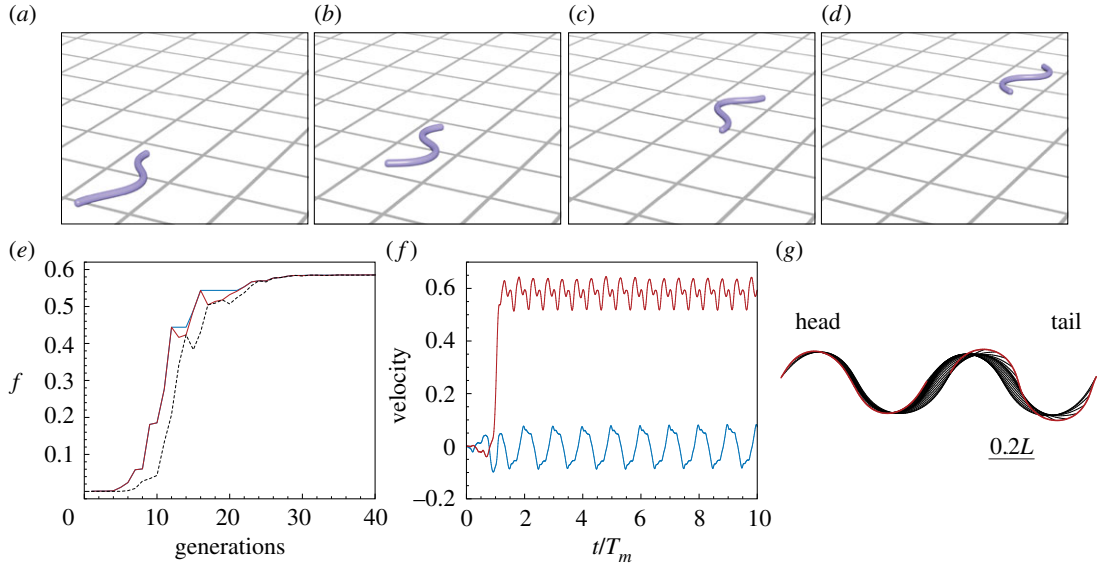 (a)
(b)
(c)
(d)
(e)
0.6
0.5
0.4
0.3
0.2
0.1
f
0 10 20 30 40
generations
(f)
0.6
0.4
0.2
0
–0.2
velocity
0 2 4 6 8 10
t/Tm
(g)
head tail
0.2L